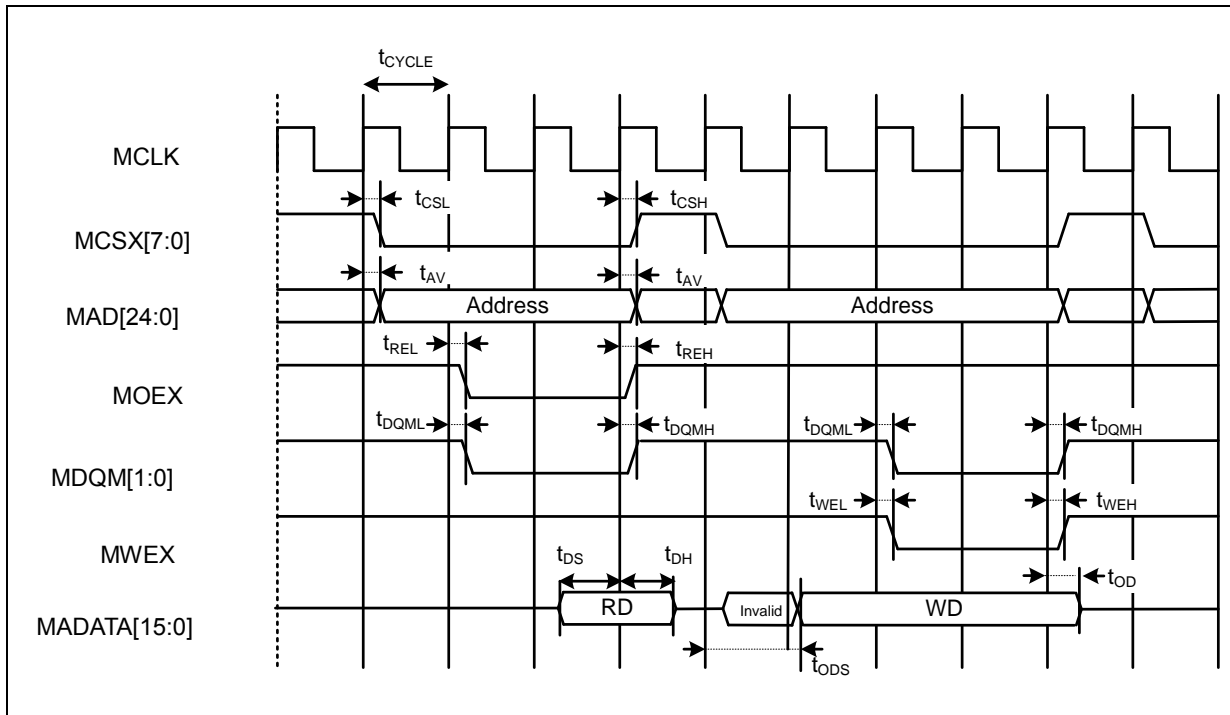 tCYCLE
MCLK
tCSL tCSH
MCSX[7:0]
tAV tAV
MAD[24:0] Address Address
tREL tREH
MOEX
tDQML tDQMH tDQML tDQMH
MDQM[1:0]
tWEL tWEH
MWEX
tDS tDH tOD
MADATA[15:0] RD Invalid WD
tODS